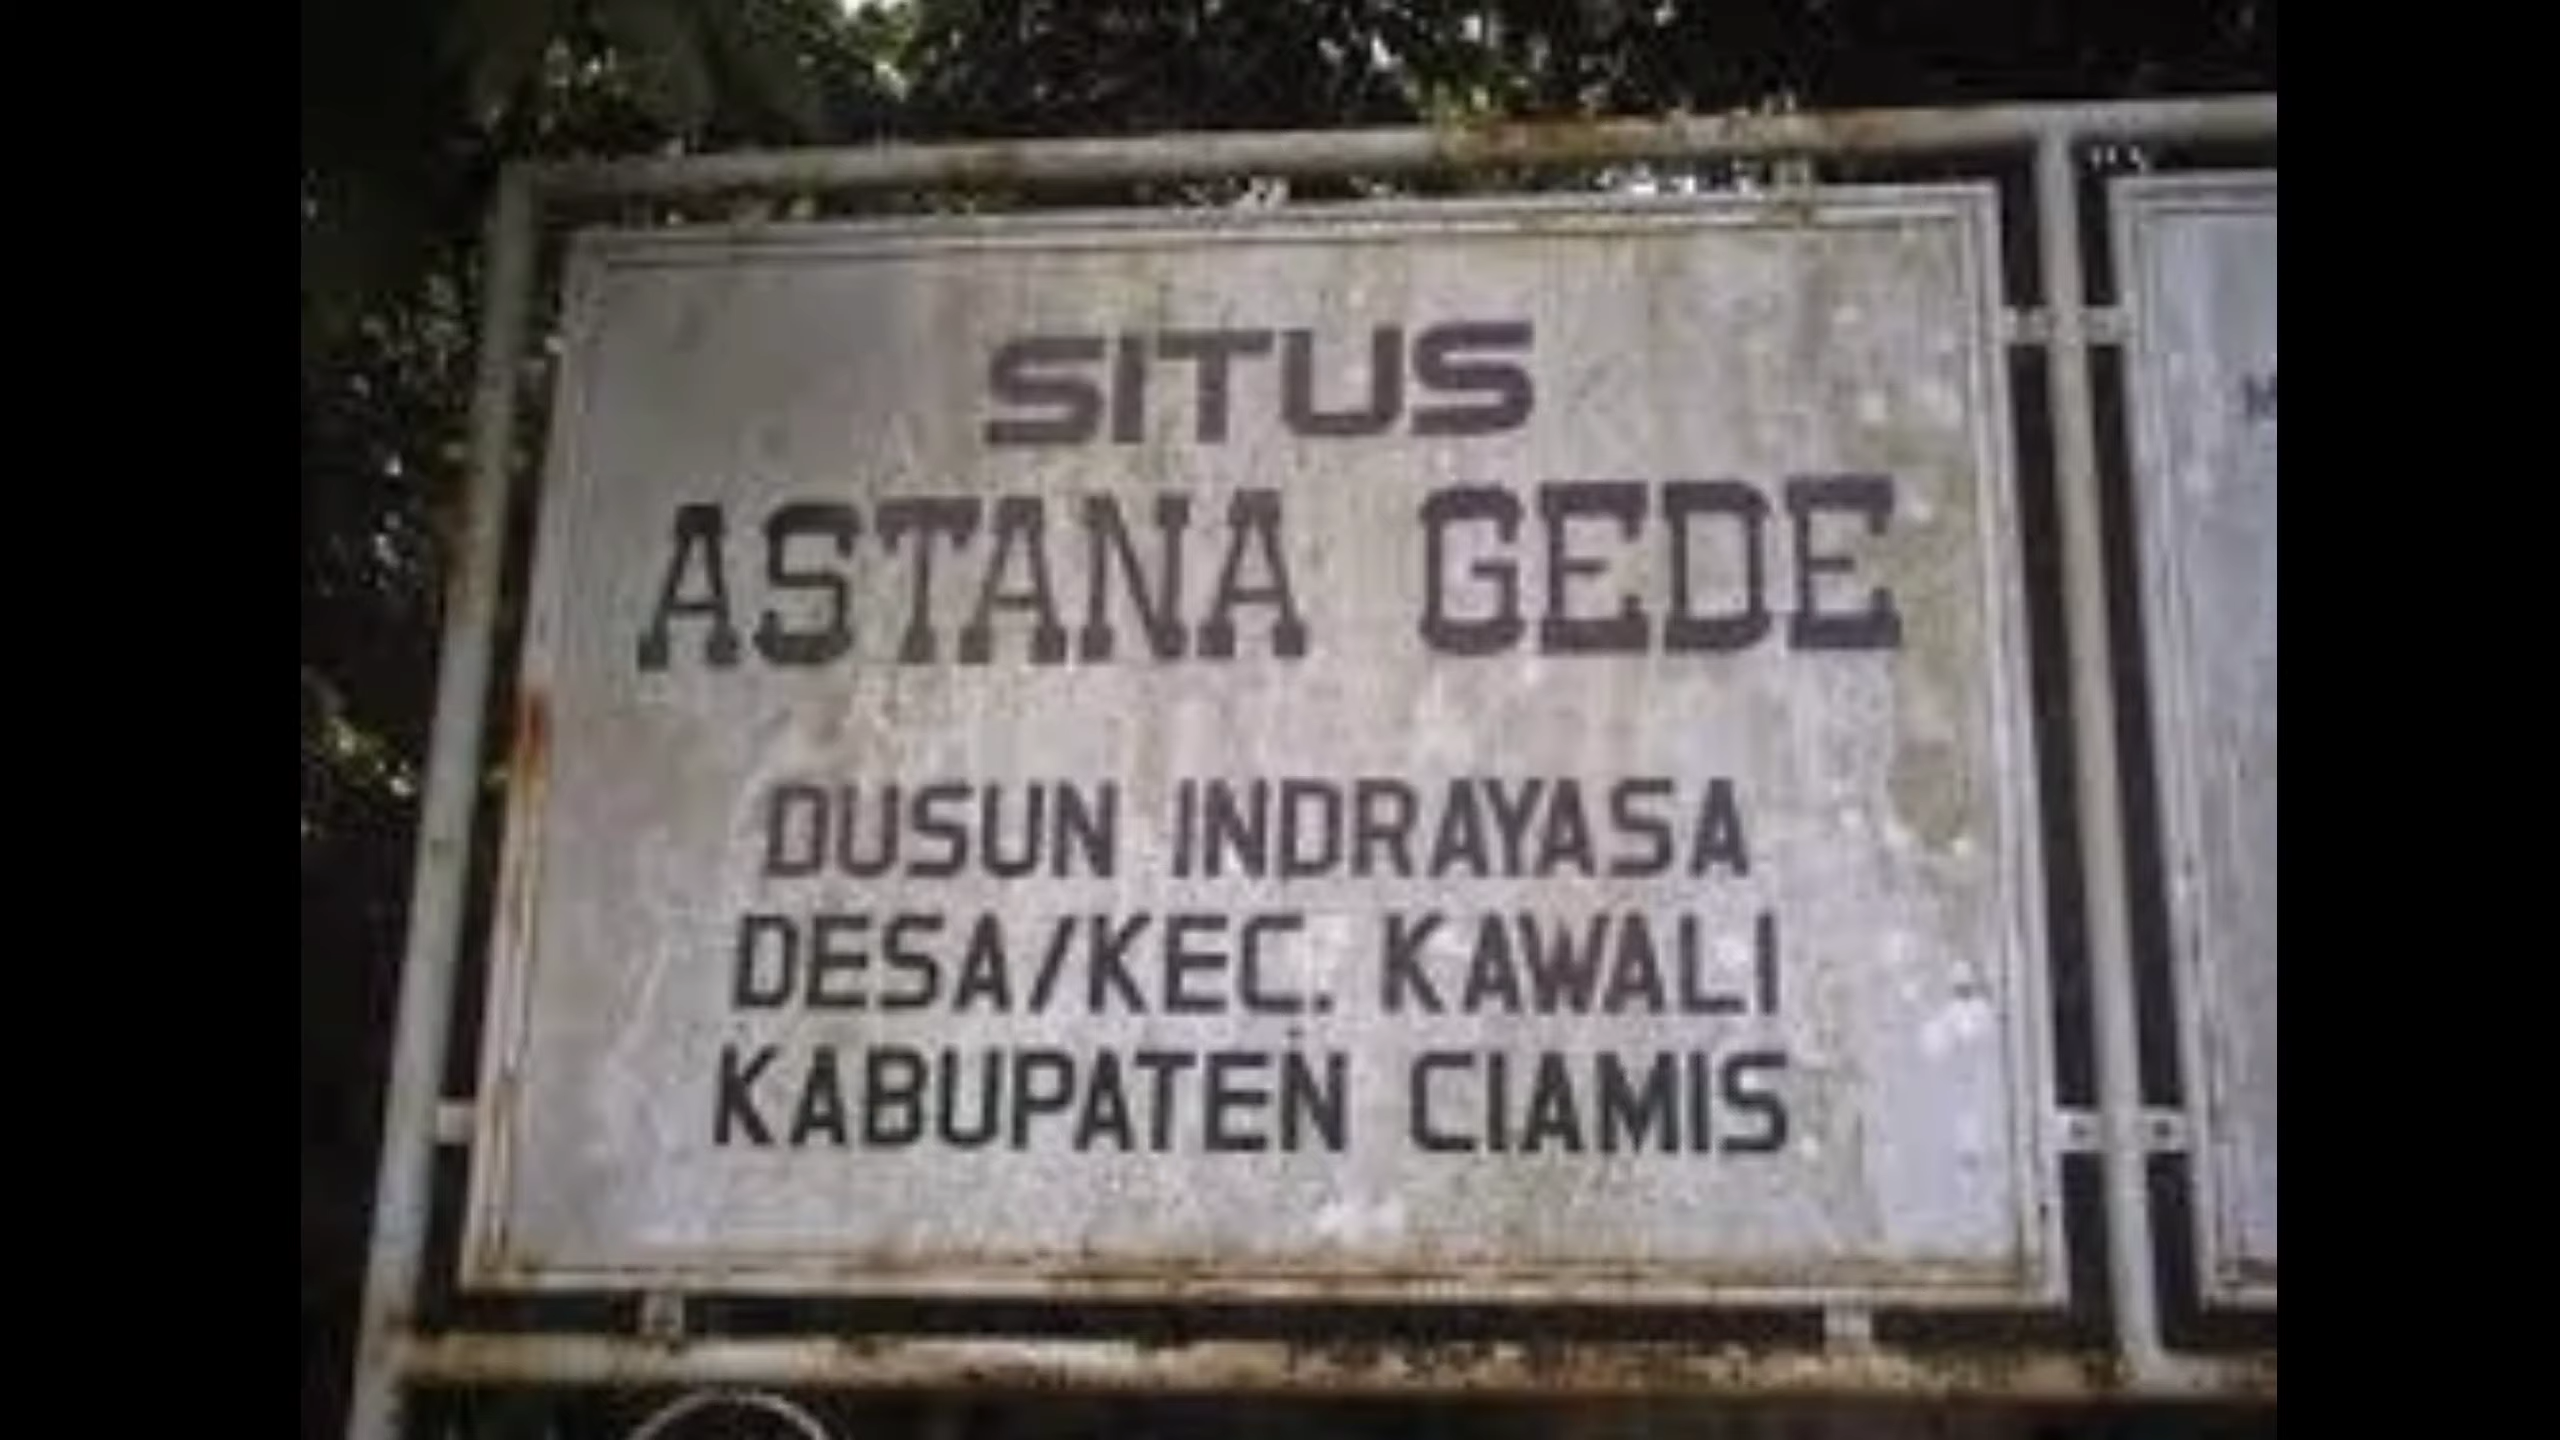 SITUS
ASTANA GEDE
DUSUN INDRAYASA
DESA/KEC. KAWALI
KABUPATEN CIAMIS